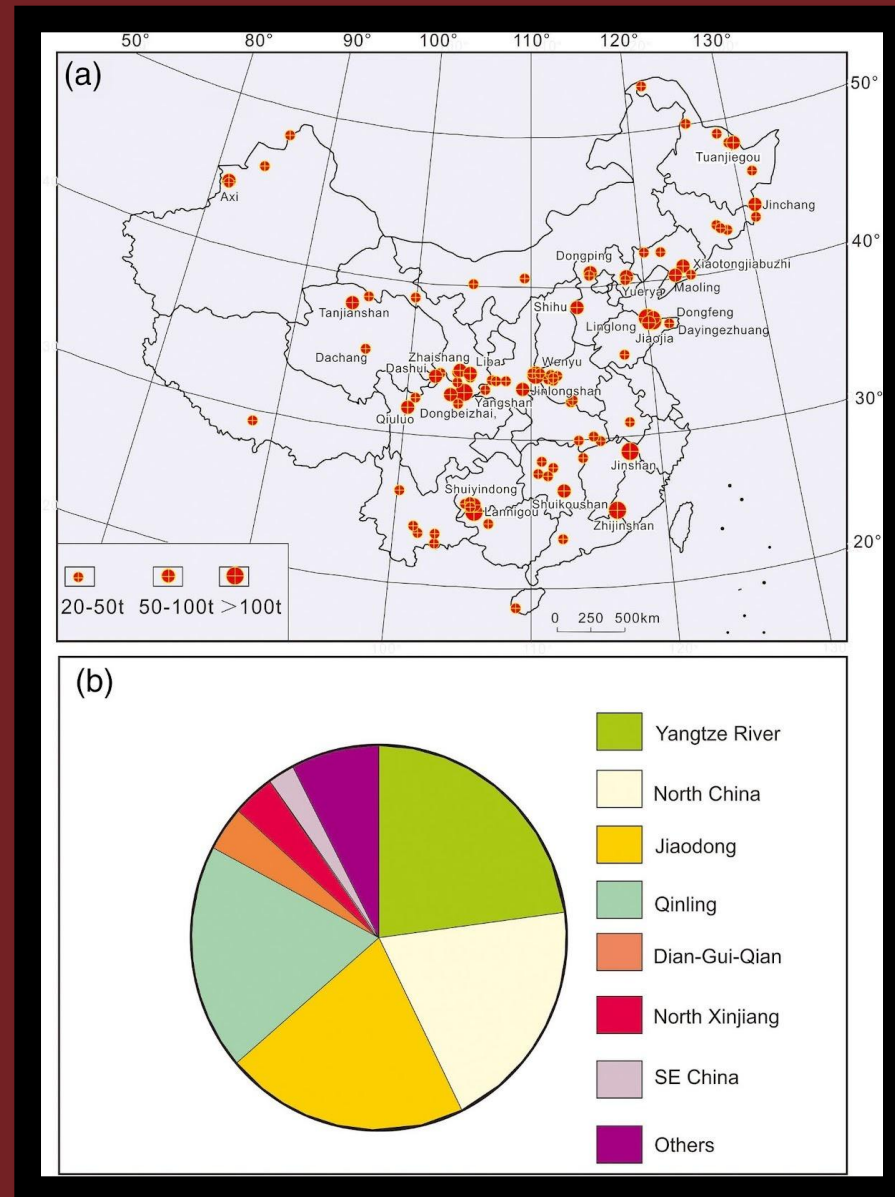 50° 80° 90° 100° 110° 120° 130°
(a)
50°
Tuanjiegou
Axi
Jinchang
40°
Dongping
Xiaotongjiabuzhi
Yuerya
Maoling
Tanjianshan
Shihu
Dongfeng
Linglong
Dayingezhuang
Jiaojia
Dachang
Zhaishang
Liba
Wenyu
Dashui
30°
Jinlongshan
Yangshan
Qiuluo
Dongbeizhai,
Jinshan
Shuiyindong
Shuikoushan
Lannigou
Zhijinshan
20°
20-50t 50-100t >100t
0 250 500km
100° 110° 120°
(b)
Yangtze River
North China
Jiaodong
Qinling
Dian-Gui-Qian
North Xinjiang
SE China
Others